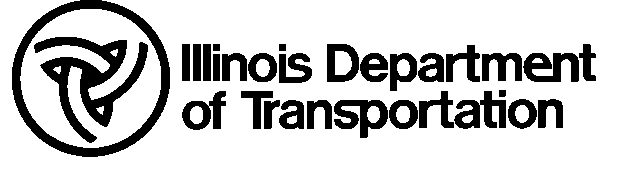 Illinois Department
of Transportation